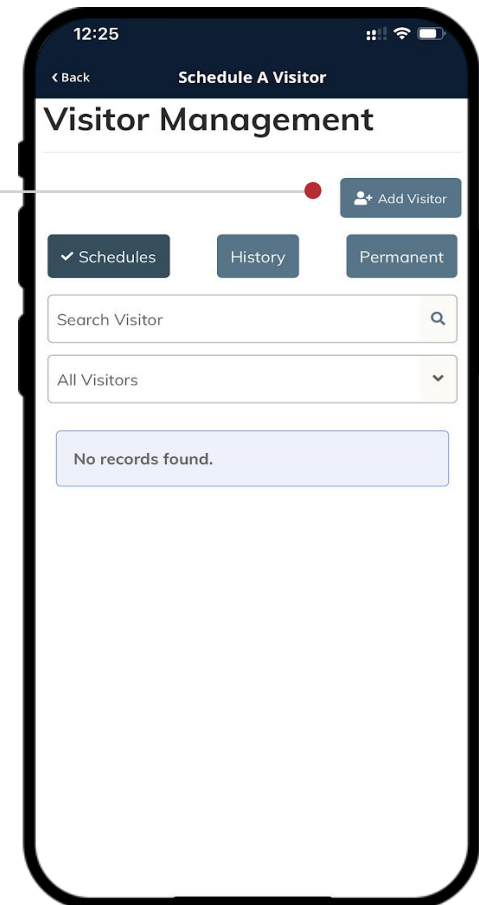 12:25
Back
Schedule A Visitor
Visitor Management
Add Visitor
Schedules
History
Permanent
Search Visitor
All Visitors
No records found.